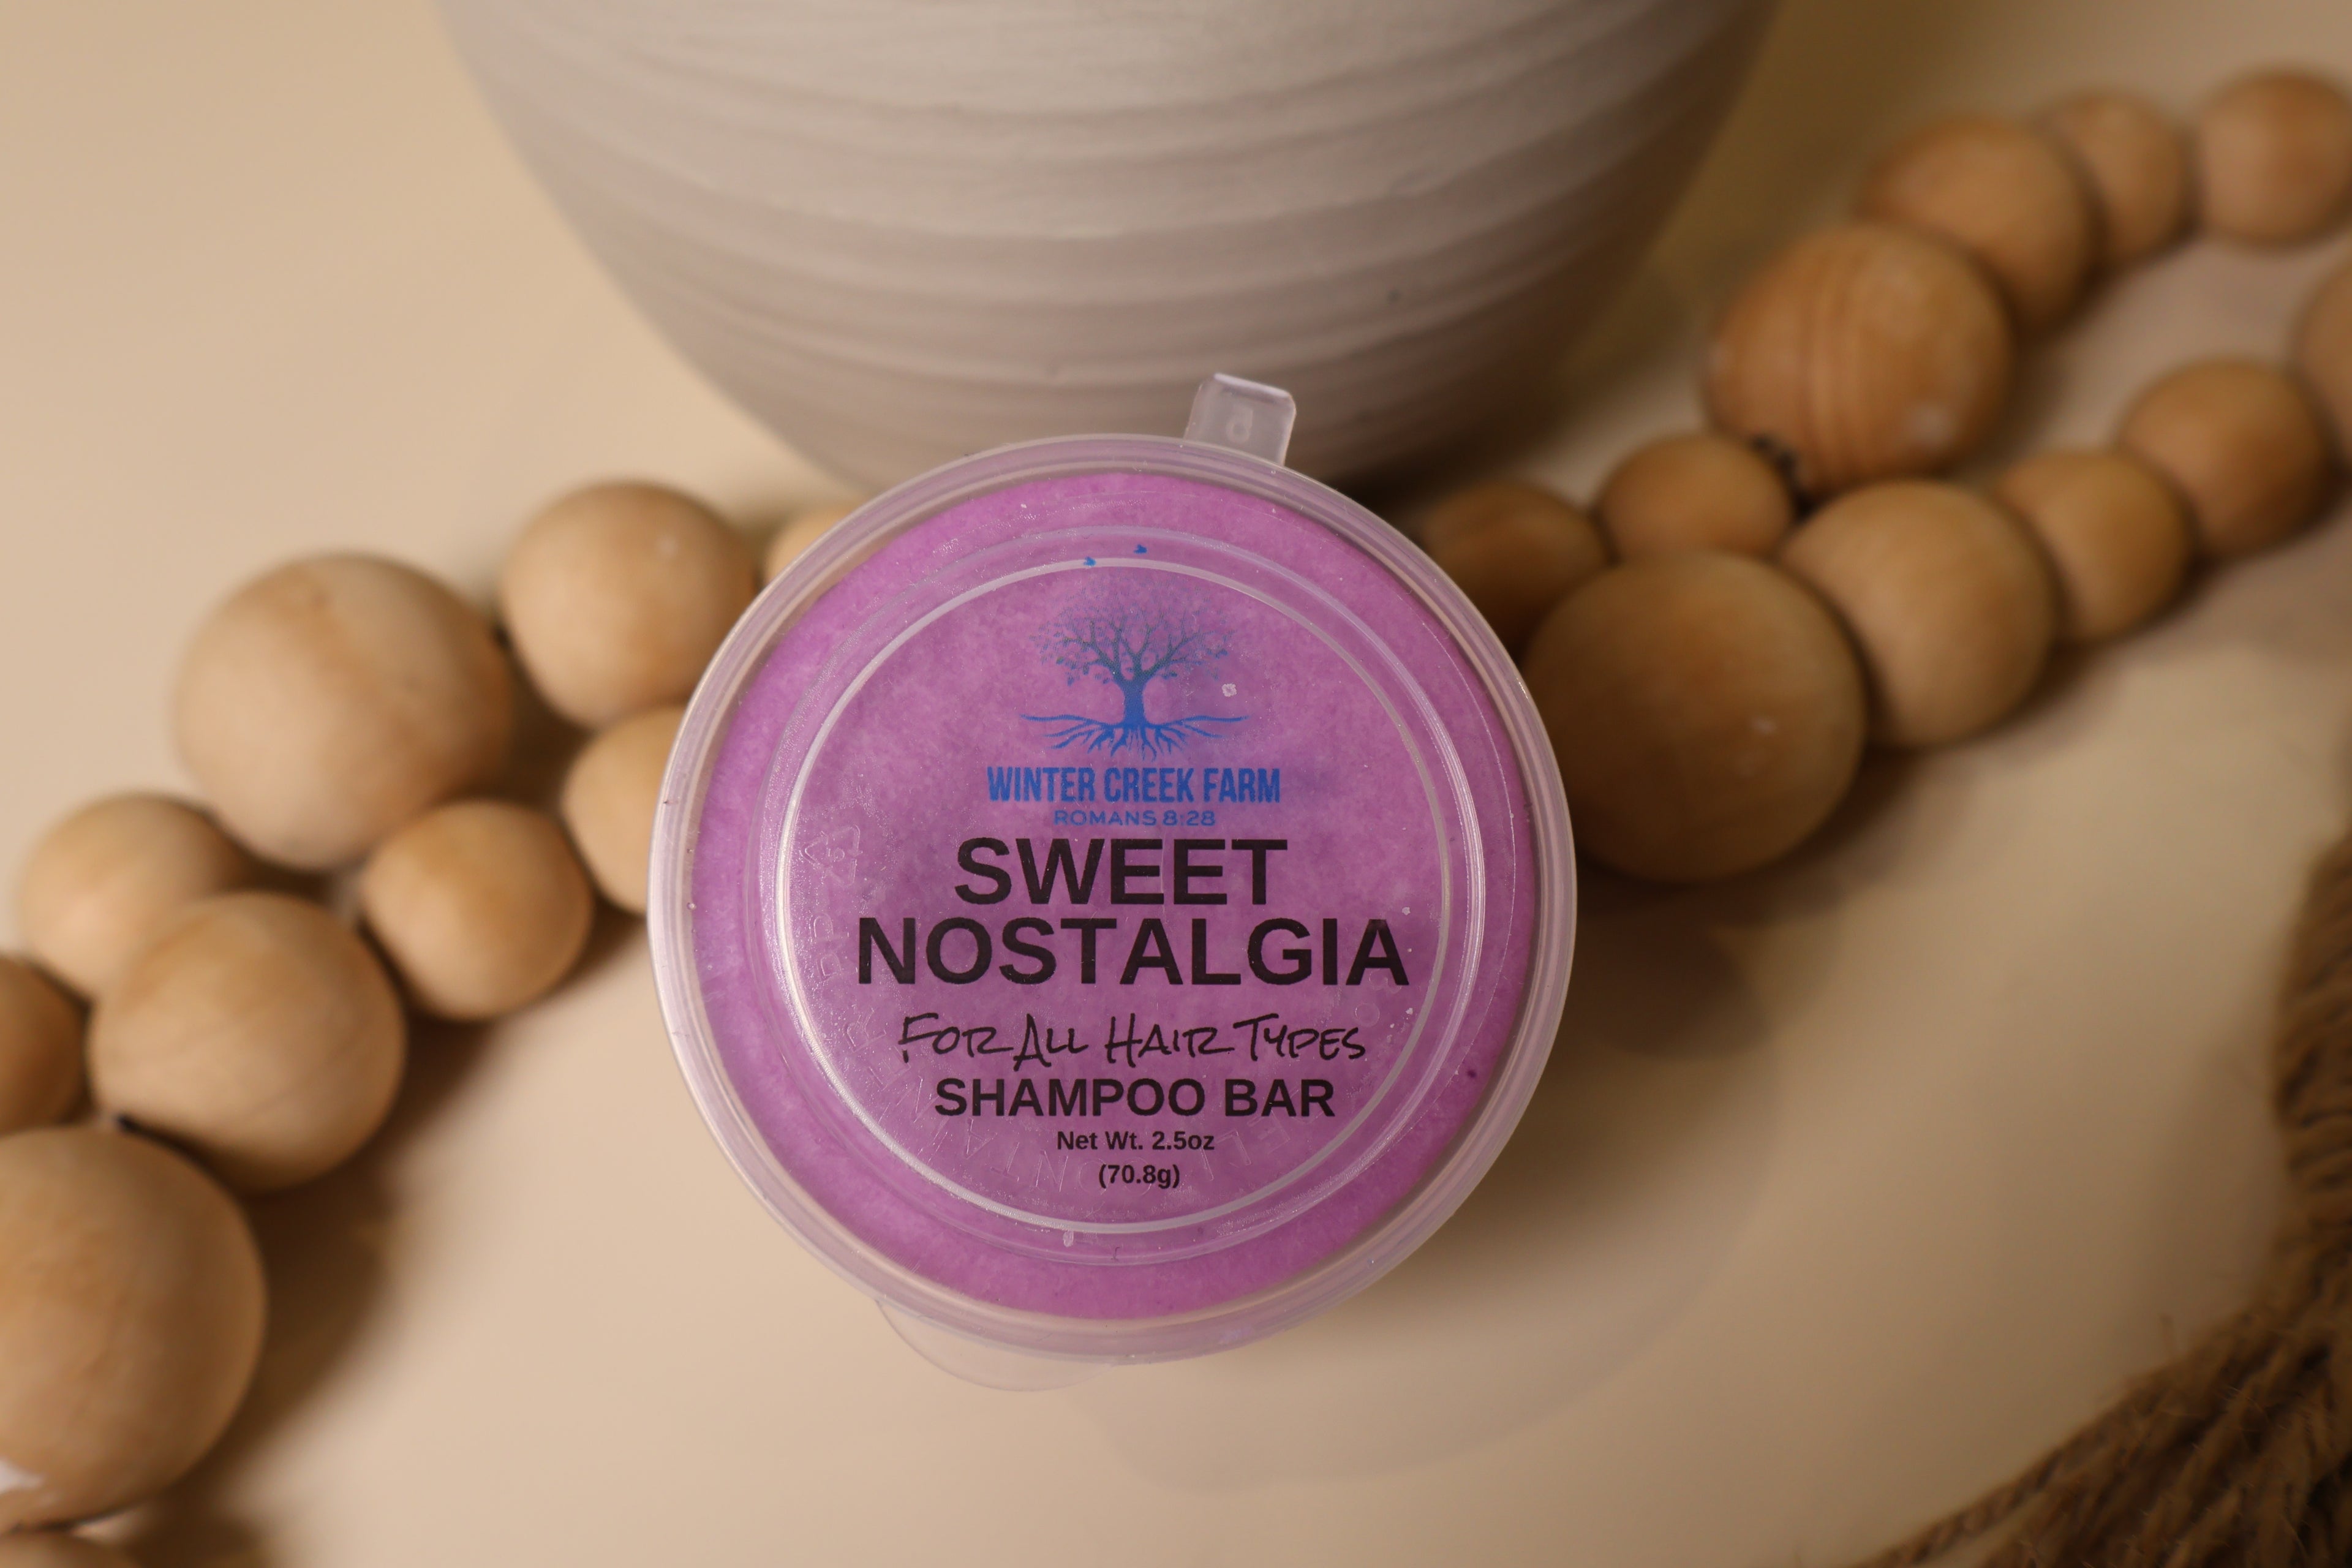 WINTER CREEK FARM
ROMANS 8:28
SWEET
NOSTALGIA
For All Hair Types
SHAMPOO BAR
Net Wt. 2.5oz
(70.8g)